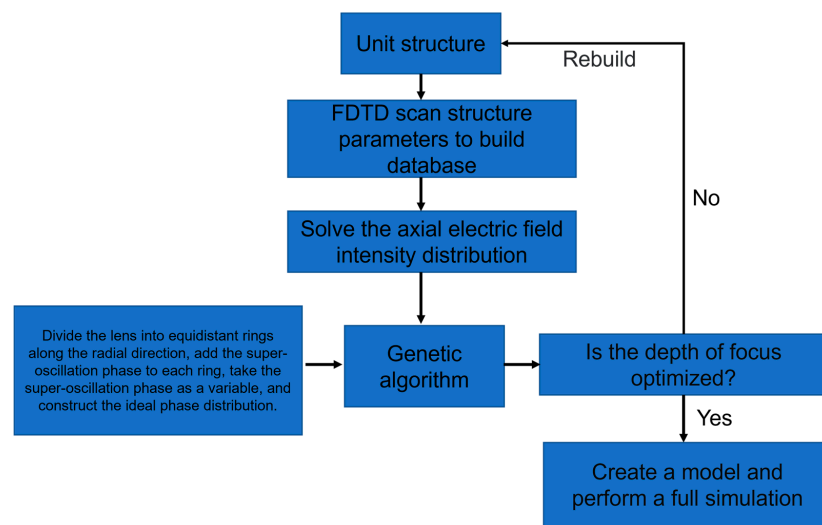 Unit structure
Rebuild
FDTD scan structure
parameters to build
database
No
Solve the axial electric field
intensity distribution
Divide the lens into equidistant rings
along the radial direction, add the super-
oscillation phase to each ring, take the
super-oscillation phase as a variable, and
construct the ideal phase distribution.
Genetic
algorithm
Is the depth of focus
optimized?
Yes
Create a model and
perform a full simulation